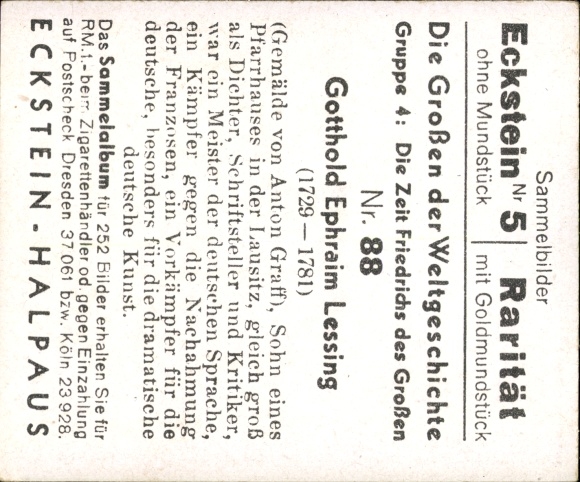 Sammelbilder
Eckstein Nr 5 | Rarität
ohne Mundstück | mit Goldmundstück
Die Großen der Weltgeschichte
Gruppe 4: Die Zeit Friedrichs des Großen
Nr. 88
Gotthold Ephraim Lessing
(1729—1781)
(Gemälde von Anton Graff), Sohn eines
Pfarrhauses in der Lausitz, gleich groß
als Dichter, Schriftsteller und Kritiker,
war ein Meister der deutschen Sprache,
ein Kämpfer gegen die Nachahmung
der Franzosen, ein Vorkämpfer für die
deutsche, besonders für die dramatische
deutsche Kunst.
Das Sammelalbum für 252 Bilder erhalten Sie für
RM.1.- beim Zigarettenhändler od. gegen Einzahlung
auf Postscheck Dresden 37 061 bzw. Köln 23 928.
ECKSTEIN-HALPAUS